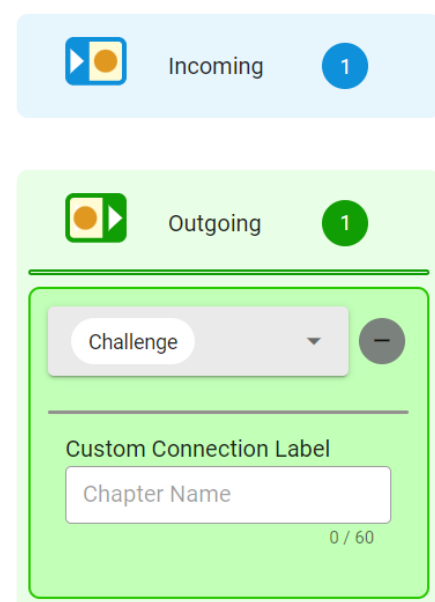 Incoming 1
Outgoing 1
Challenge
Custom Connection Label
Chapter Name
0 / 60